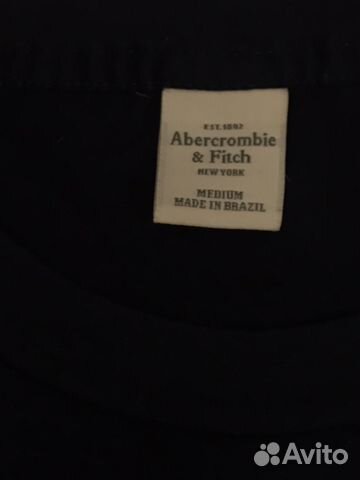 EST. 1892
Abercrombie
& Fitch
NEW YORK
MEDIUM
MADE IN BRAZIL
Avito